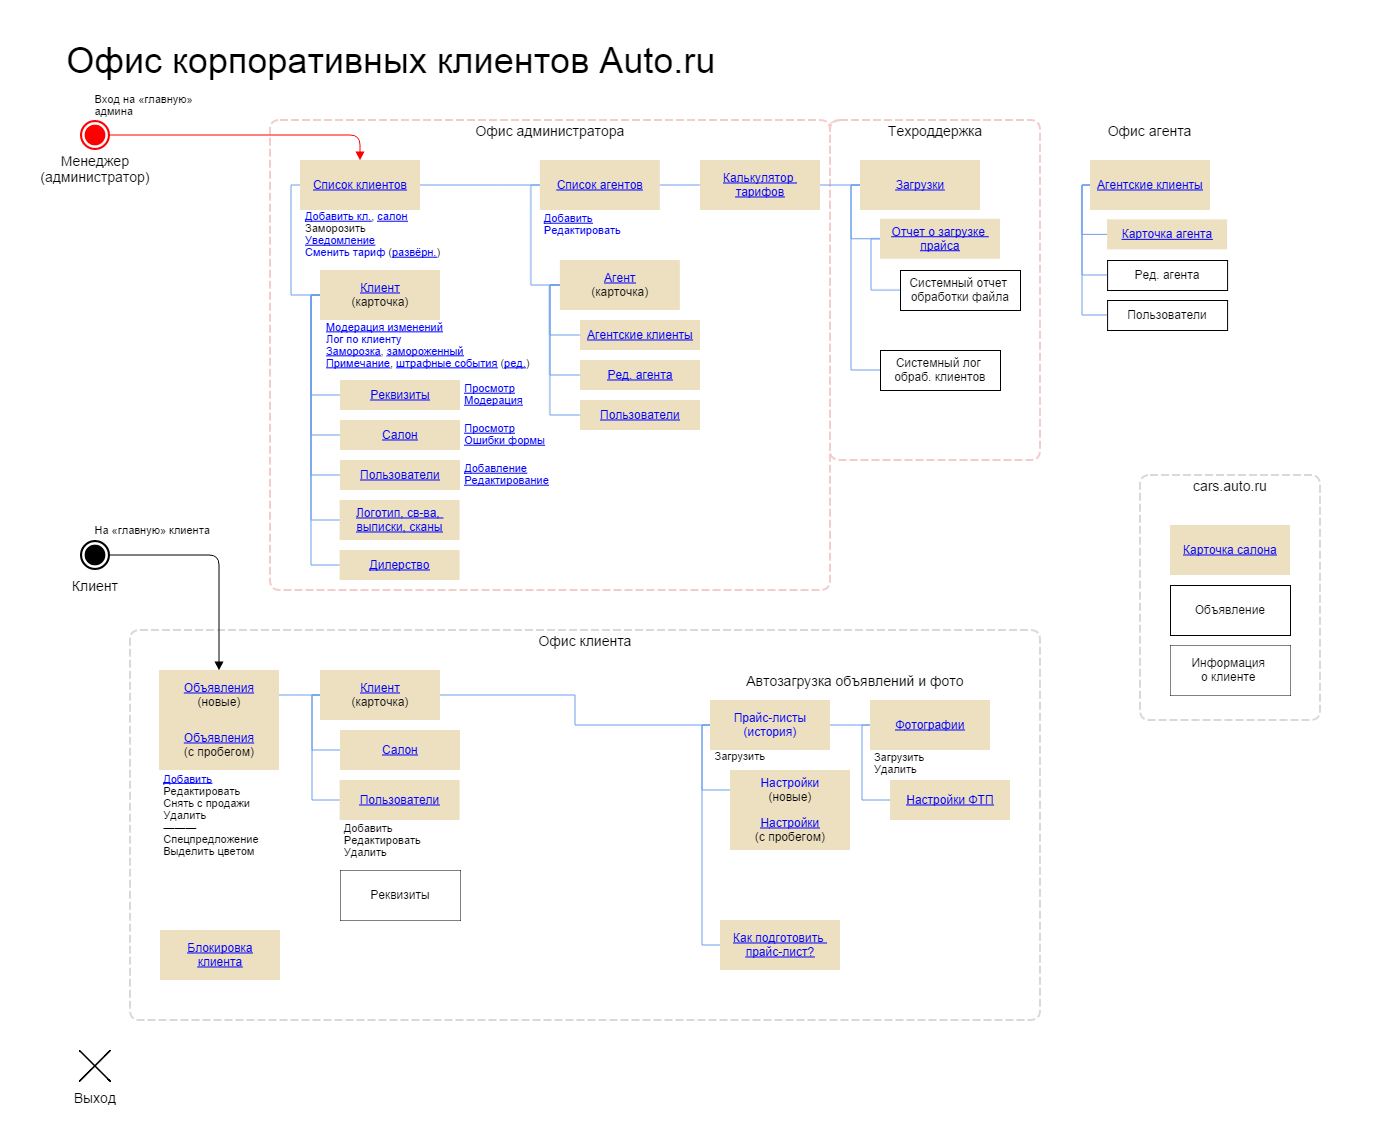 Офис корпоративных клиентов Auto.ru
Вход на «главную»
админа
Менеджер
(администратор)
Офис администратора
Список клиентов
Добавить кл., салон
Заморозить
Уведомление
Сменить тариф (развёрн.)
Клиент
(карточка)
Модерация изменений
Лог по клиенту
Заморозка, замороженный
Примечание, штрафные события (ред.)
Реквизиты
Просмотр
Модерация
Салон
Просмотр
Ошибки формы
Пользователи
Добавление
Редактирование
Логотип, св-ва,
выписки, сканы
Дилерство
Список агентов
Добавить
Редактировать
Агент
(карточка)
Агентские клиенты
Ред. агента
Пользователи
Калькулятор
тарифов
Техроддержка
Загрузки
Отчет о загрузке
прайса
Системный отчет
обработки файла
Системный лог
обраб. клиентов
Офис агента
Агентские клиенты
Карточка агента
Ред. агента
Пользователи
cars.auto.ru
Карточка салона
Объявление
Информация
о клиенте
На «главную» клиента
Клиент
Офис клиента
Объявления
(новые)
Объявления
(с пробегом)
Добавить
Редактировать
Снять с продажи
Удалить
———
Спецпредложение
Выделить цветом
Блокировка
клиента
Клиент
(карточка)
Салон
Пользователи
Добавить
Редактировать
Удалить
Реквизиты
Автозагрузка объявлений и фото
Прайс-листы
(история)
Загрузить
Настройки
(новые)
Настройки
(с пробегом)
Как подготовить
прайс-лист?
Фотографии
Загрузить
Удалить
Настройки ФТП
Выход